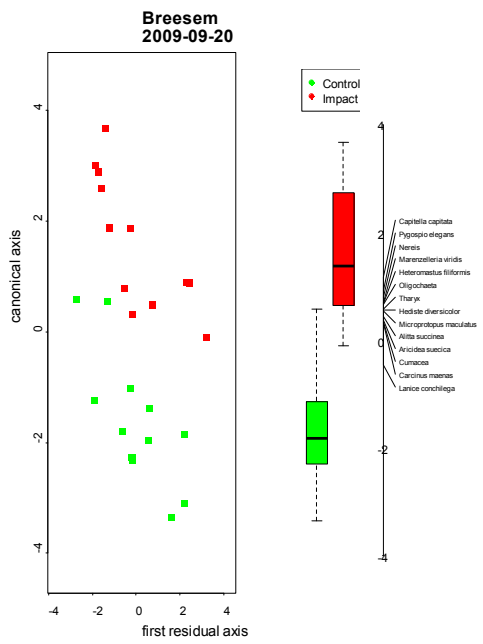 Breesem
2009-09-20
Control
Impact
4
2
0
-2
-4
canonical axis
-4
-2
0
2
4
first residual axis
4
2
0
-2
-4
Capitella capitata
Pygospio elegans
Nereis
Marenzelleria viridis
Heteromastus filiformis
Oligochaeta
Tharyx
Hediste diversicolor
Microprotopus maculatus
Alitta succinea
Aricidea suecica
Cumacea
Carcinus maenas
Lanice conchilega